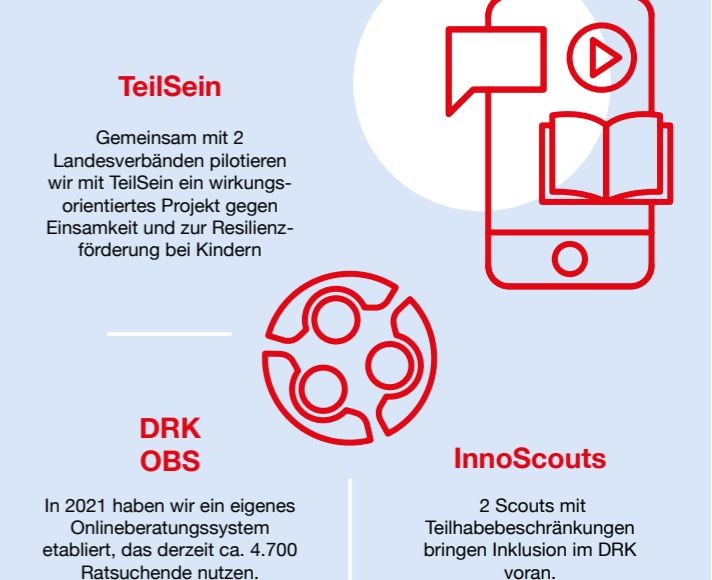 TeilSein
Gemeinsam mit 2
Landesverbänden pilotieren
wir mit TeilSein ein wirkungs-
orientiertes Projekt gegen
Einsamkeit und zur Resilienz-
förderung bei Kindern
DRK
OBS
In 2021 haben wir ein eigenes
Onlineberatungssystem
etabliert, das derzeit ca. 4.700
Ratsuchende nutzen.
InnoScouts
2 Scouts mit
Teilhabebeschränkungen
bringen Inklusion im DRK
voran.